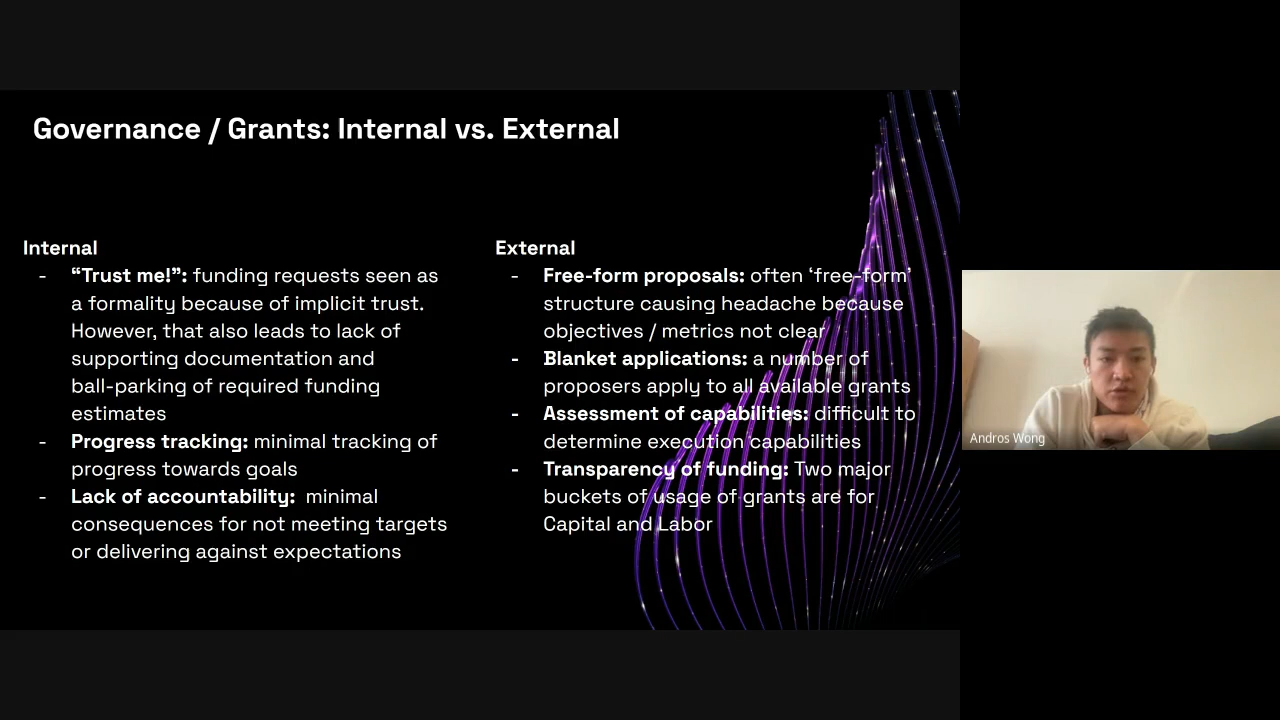 Governance / Grants: Internal vs. External
Internal
- “Trust me!”: funding requests seen as
a formality because of implicit trust.
However, that also leads to lack of
supporting documentation and
ball-parking of required funding
estimates
- Progress tracking: minimal tracking of
progress towards goals
- Lack of accountability: minimal
consequences for not meeting targets
or delivering against expectations
External
- Free-form proposals: often ‘free-form’
structure causing headache because
objectives / metrics not clear
- Blanket applications: a number of
proposers apply to all available grants
- Assessment of capabilities: difficult to
determine execution capabilities
- Transparency of funding: Two major
buckets of usage of grants are for
Capital and Labor
Andros Wong